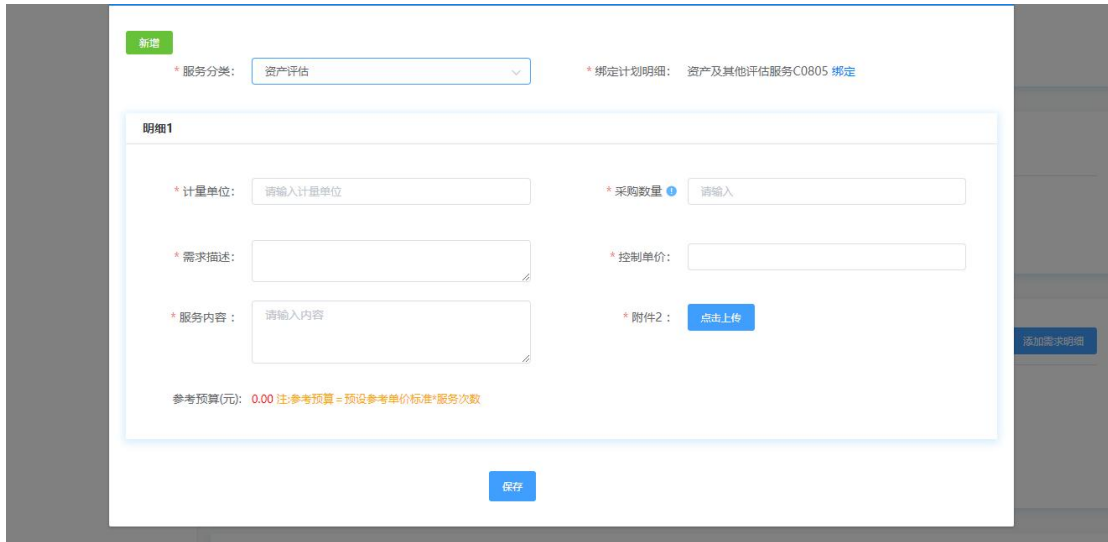 新增
*服务分类： 资产评估 *绑定计划明细： 资产及其他评估服务C0805 绑定
明细1
*计量单位： 请输入计量单位 *采购数量 请输入
*需求描述： *控制单价：
*服务内容： 请输入内容 *附件2： 点击上传
添加需求明细
参考预算(元): 0.00 注:参考预算=预设参考单价标准*服务次数
保存